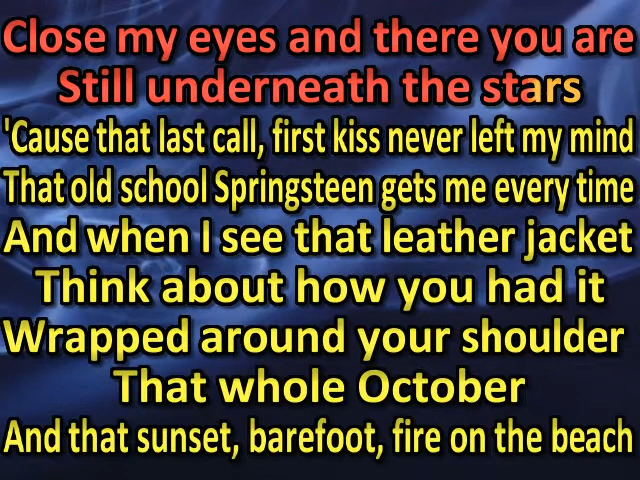 Close my eyes and there you are
Still underneath the stars
'Cause that last call, first kiss never left my mind
That old school Springsteen gets me every time
And when I see that leather jacket
Think about how you had it
Wrapped around your shoulder
That whole October
And that sunset, barefoot, fire on the beach